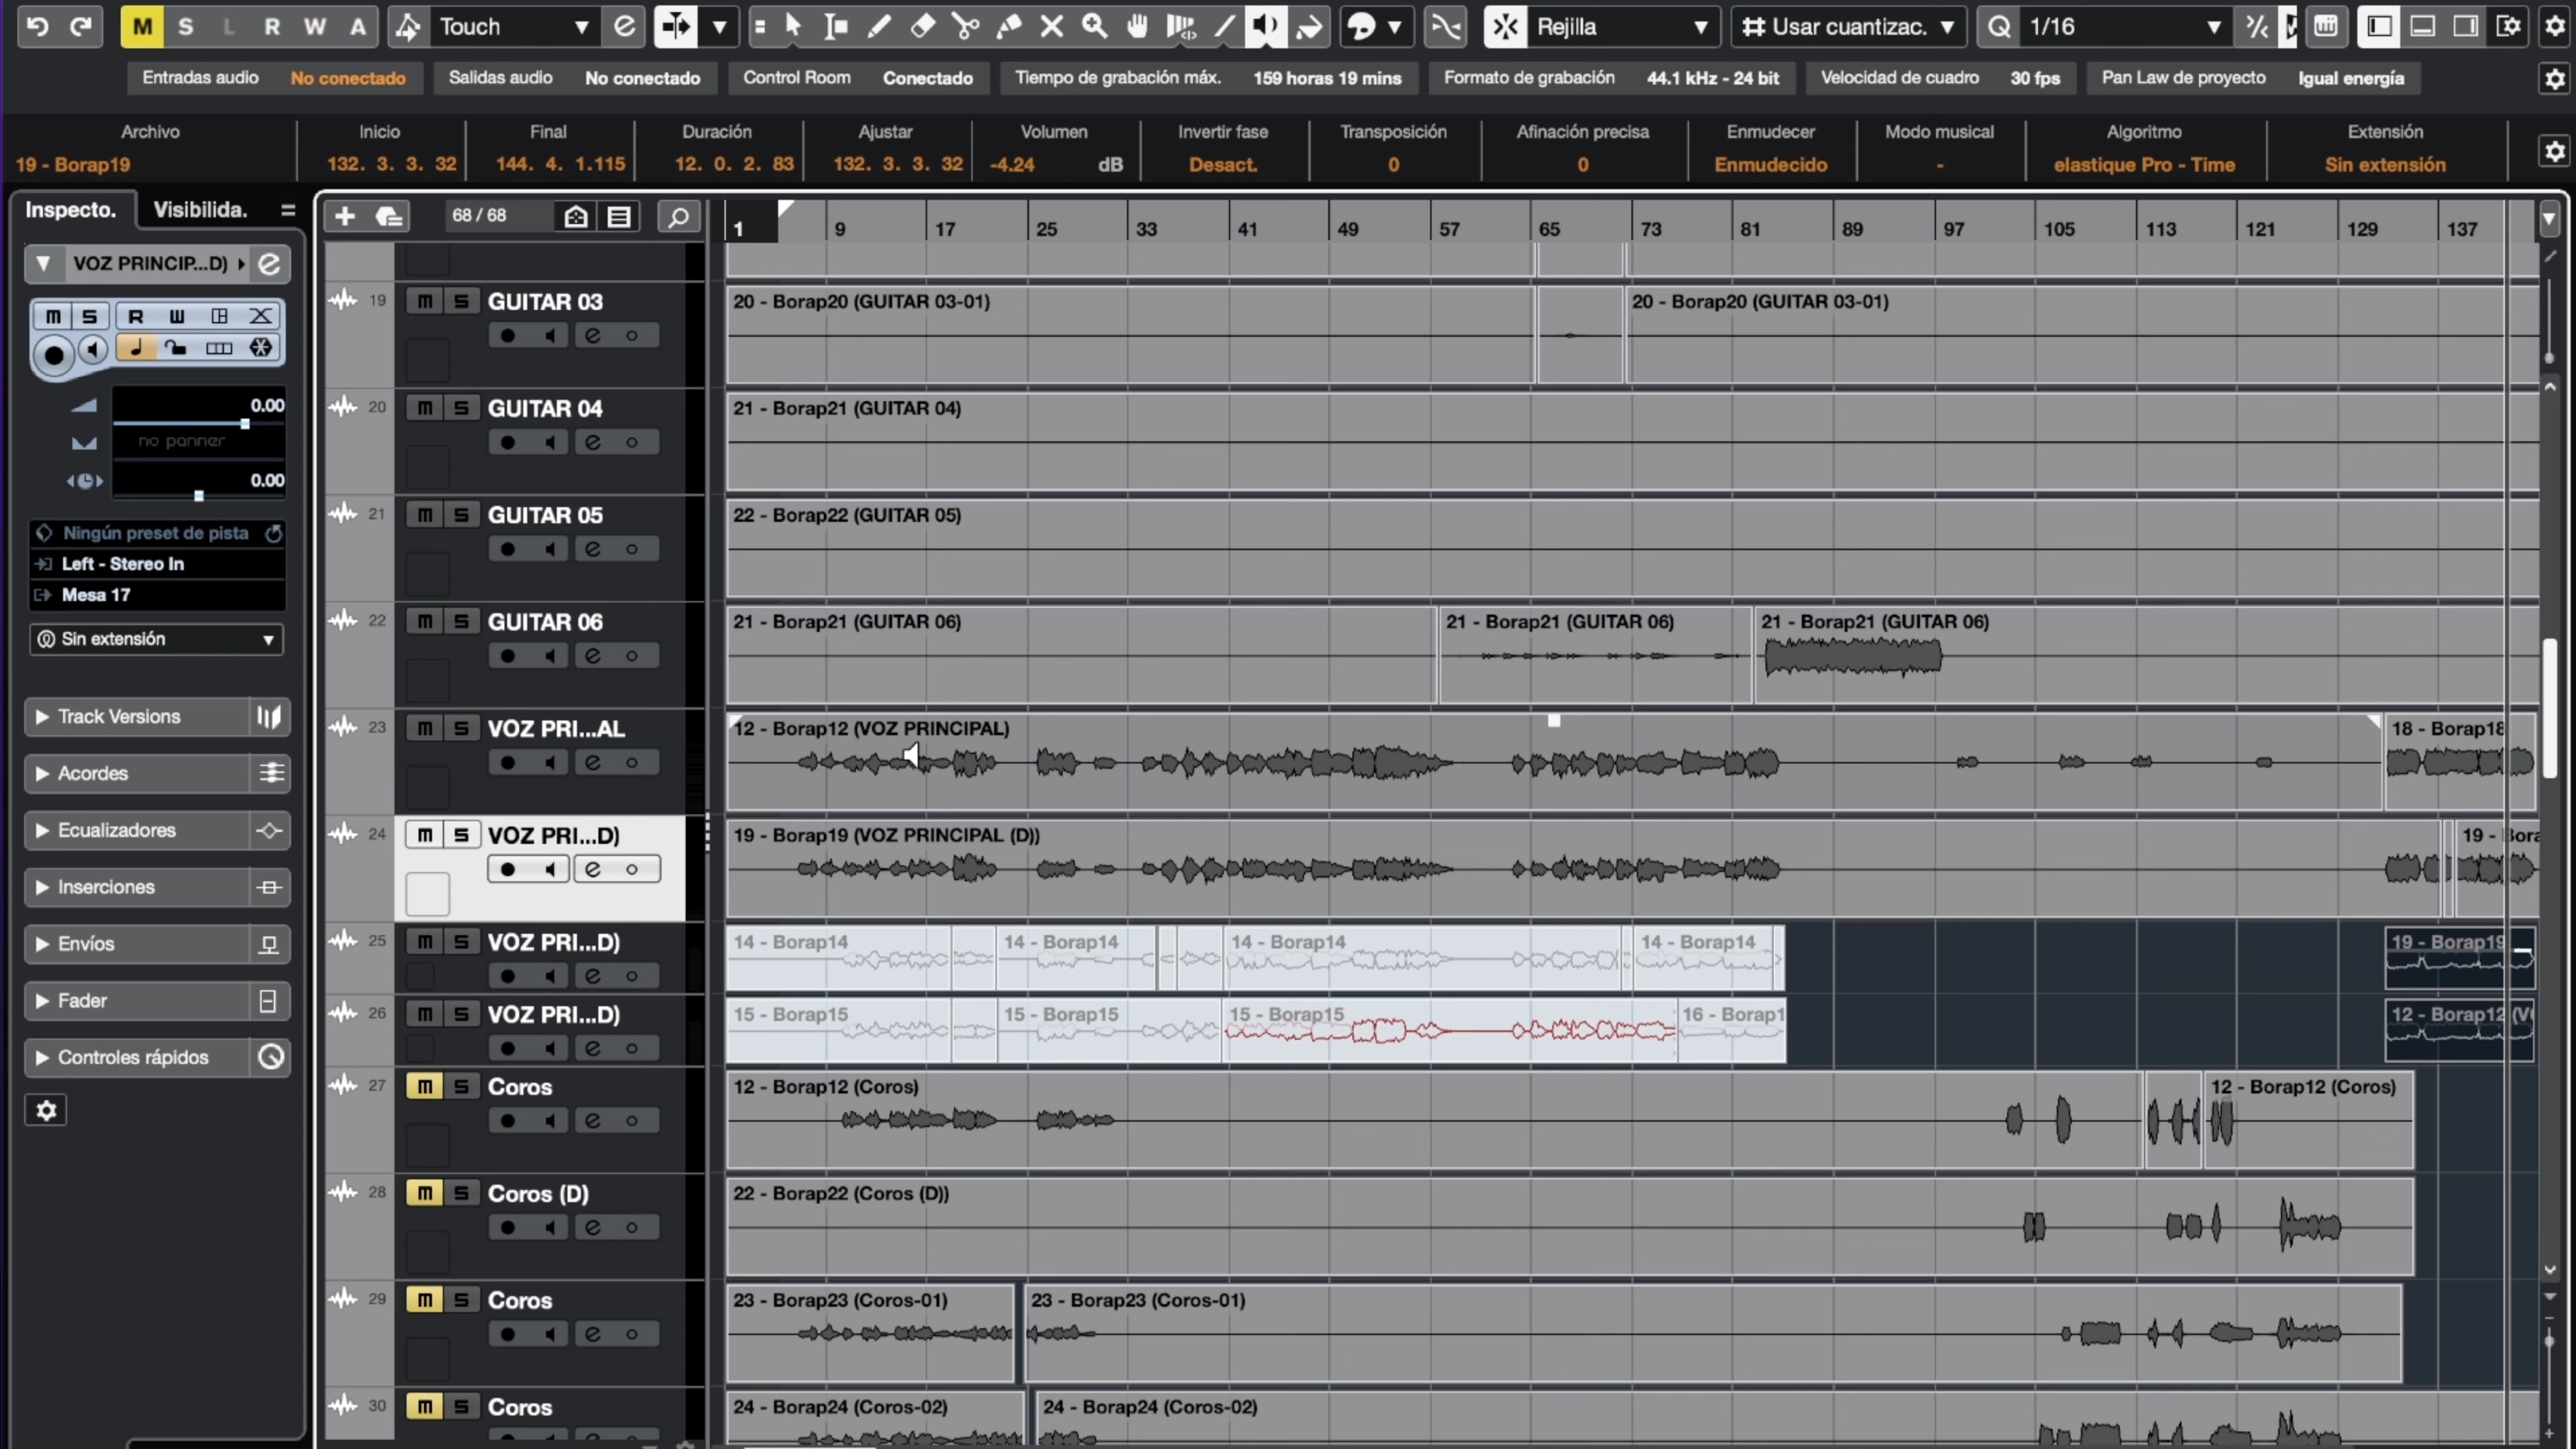 M S L R W A Touch Rejilla Usar cuantizac. Q 1/16
Entradas audio No conectado Salidas audio No conectado Control Room Conectado Tiempo de grabación máx. 159 horas 19 mins Formato de grabación 44.1 kHz - 24 bit Velocidad de cuadro 30 fps Pan Law de proyecto Igual energía
Archivo Inicio Final Duración Ajustar Volumen Invertir fase Transposición Afinación precisa Enmudecer Modo musical Algoritmo Extensión
19 - Borap19 132. 3. 3. 32 144. 4. 1.115 12. 0. 2. 83 132. 3. 3. 32 -4.24 dB Desact. 0 0 Enmudecido - elastique Pro - Time Sin extensión
Inspecto. Visibilida. 68 / 68
1 9 17 25 33 41 49 57 65 73 81 89 97 105 113 121 129 137
VOZ PRINCIP...D)
M S R W
0.00
no panner
0.00
Ningún preset de pista
Left - Stereo In
Mesa 17
Sin extensión
Track Versions
Acordes
Ecualizadores
Inserciones
Envíos
Fader
Controles rápidos
19 m S GUITAR 03 20 - Borap20 (GUITAR 03-01) 20 - Borap20 (GUITAR 03-01)
20 m S GUITAR 04 21 - Borap21 (GUITAR 04)
21 m S GUITAR 05 22 - Borap22 (GUITAR 05)
22 m S GUITAR 06 21 - Borap21 (GUITAR 06) 21 - Borap21 (GUITAR 06) 21 - Borap21 (GUITAR 06)
23 m S VOZ PRI...AL 12 - Borap12 (VOZ PRINCIPAL) 18 - Borap18
24 m S VOZ PRI...D) 19 - Borap19 (VOZ PRINCIPAL (D)) 19 - Bora
25 m S VOZ PRI...D) 14 - Borap14 14 - Borap14 14 - Borap14 14 - Borap14 19 - Borap19
26 m S VOZ PRI...D) 15 - Borap15 15 - Borap15 15 - Borap15 16 - Borap1 12 - Borap12 (V
27 m S Coros 12 - Borap12 (Coros) 12 - Borap12 (Coros)
28 m S Coros (D) 22 - Borap22 (Coros (D))
29 m S Coros 23 - Borap23 (Coros-01) 23 - Borap23 (Coros-01)
30 m S Coros 24 - Borap24 (Coros-02) 24 - Borap24 (Coros-02)